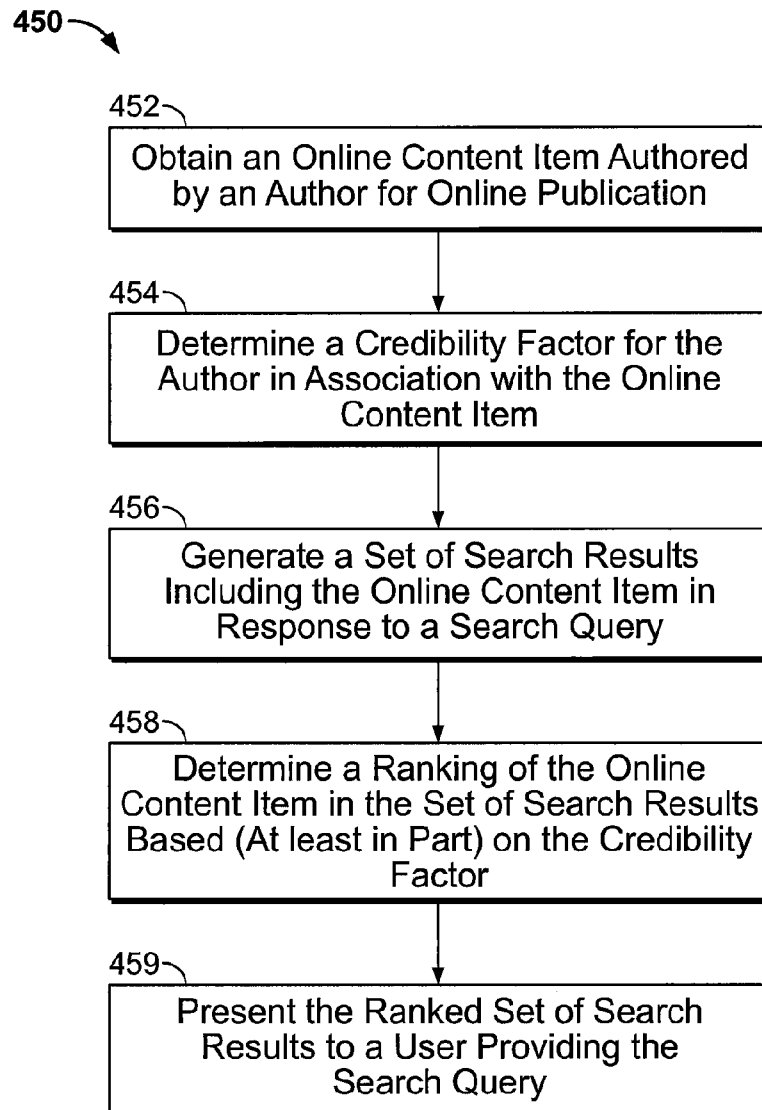 450
452
Obtain an Online Content Item Authored
by an Author for Online Publication
454
Determine a Credibility Factor for the
Author in Association with the Online
Content Item
456
Generate a Set of Search Results
Including the Online Content Item in
Response to a Search Query
458
Determine a Ranking of the Online
Content Item in the Set of Search Results
Based (At least in Part) on the Credibility
Factor
459
Present the Ranked Set of Search
Results to a User Providing the
Search Query